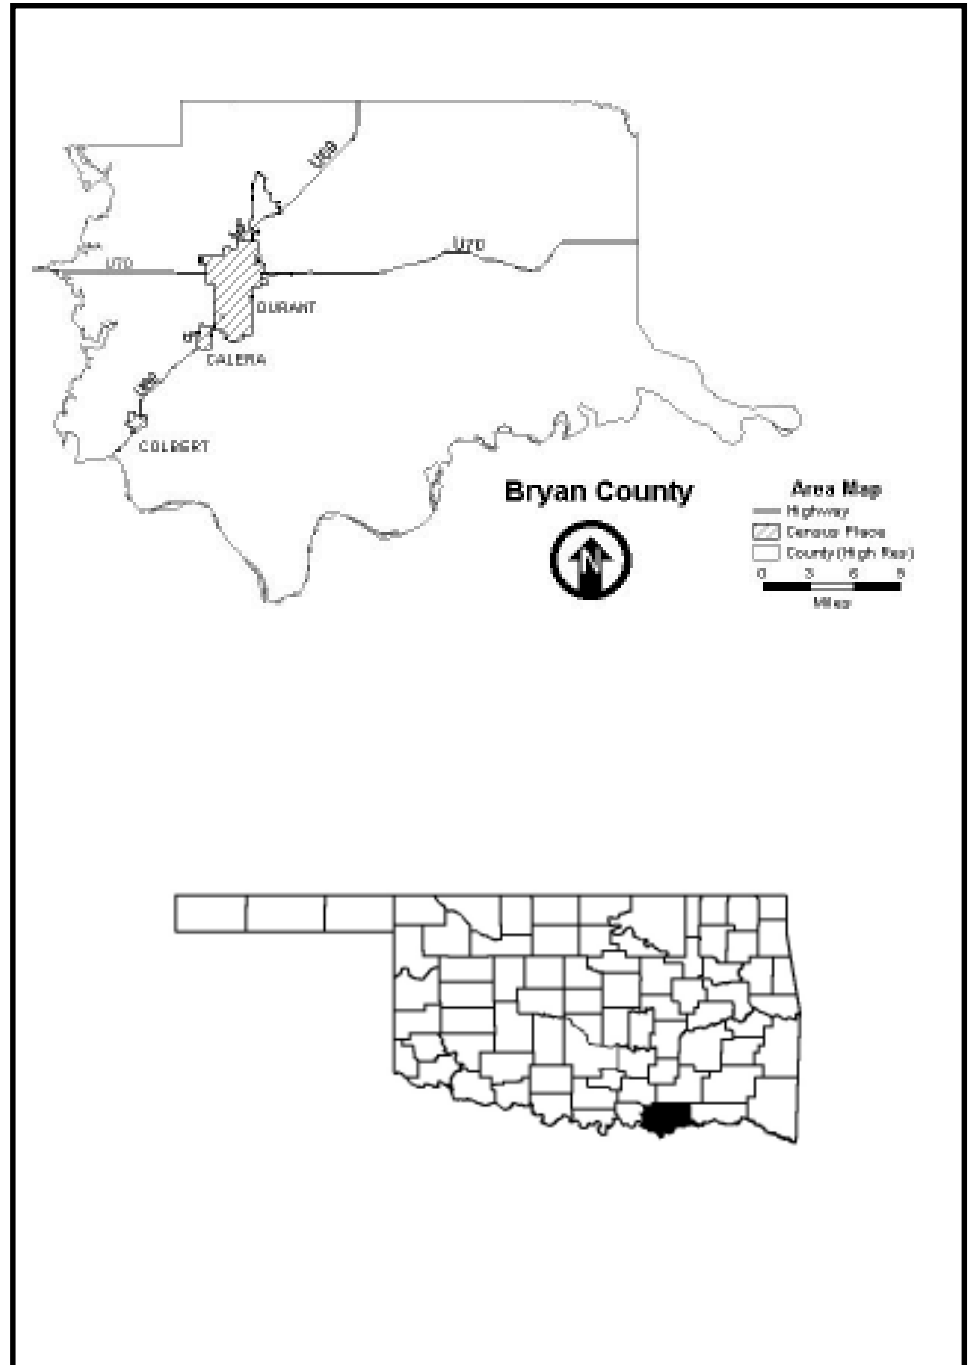 U69
U70
U70
DURANT
CALERA
U69
COLBERT
Bryan County
N
Area Map
Highway
Census Place
County (High Res)
0 3 6 9
Miles